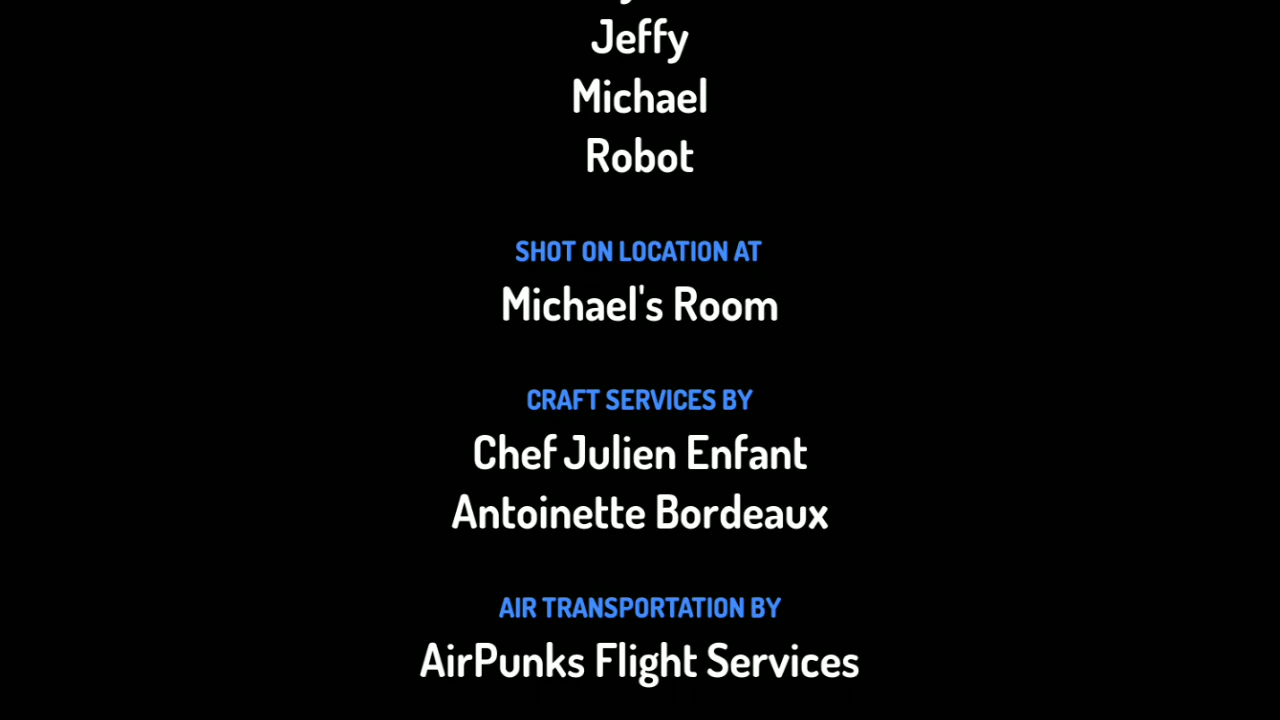 Jeffy
Michael
Robot
SHOT ON LOCATION AT
Michael's Room
CRAFT SERVICES BY
Chef Julien Enfant
Antoinette Bordeaux
AIR TRANSPORTATION BY
AirPunks Flight Services